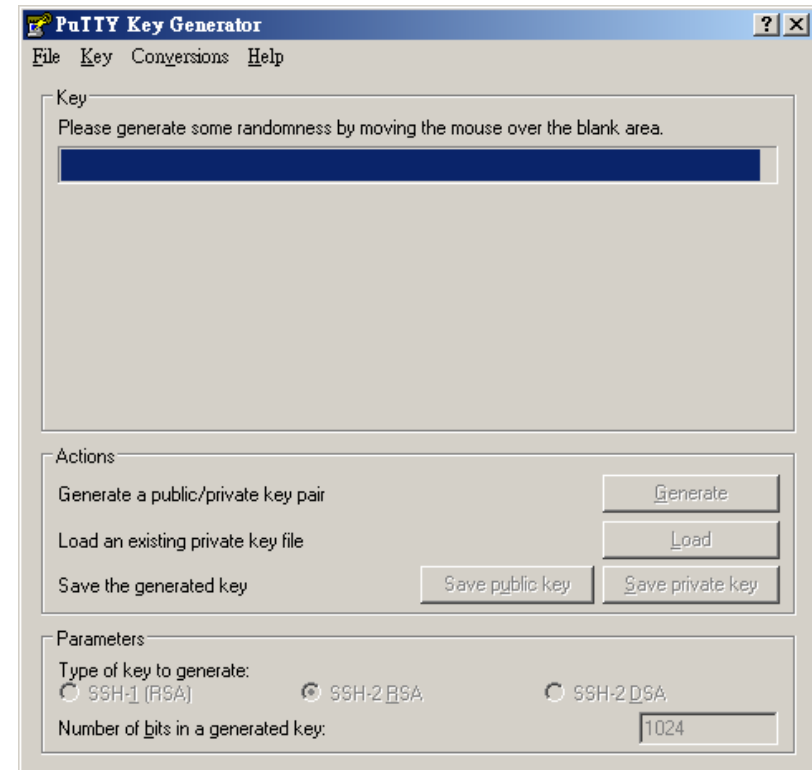 PuTTY Key Generator
File Key Conversions Help
Key
Please generate some randomness by moving the mouse over the blank area.
Actions
Generate a public/private key pair
Generate
Load an existing private key file
Load
Save the generated key
Save public key
Save private key
Parameters
Type of key to generate:
SSH-1 (RSA) SSH-2 RSA SSH-2 DSA
Number of bits in a generated key:
1024